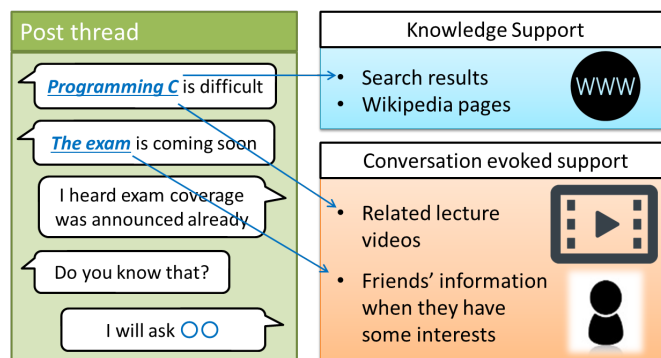 Post thread
Programming C is difficult
The exam is coming soon
I heard exam coverage
was announced already
Do you know that?
I will ask ○○
Knowledge Support
• Search results
• Wikipedia pages
WWW
Conversation evoked support
• Related lecture
videos
• Friends' information
when they have
some interests